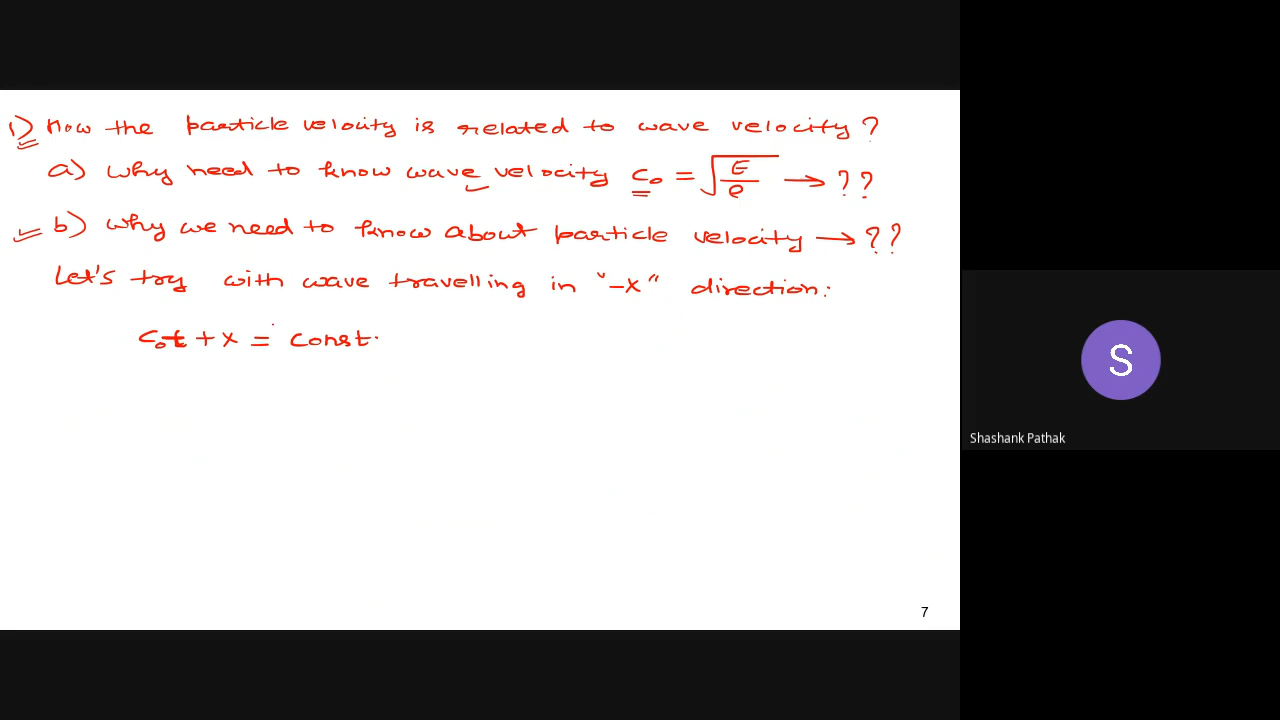 1) How the particle velocity is related to wave velocity ?
a) why need to know wave velocity c₀ = √(E/ρ) → ??
b) why we need to know about particle velocity → ??
Let's try with wave travelling in "-x" direction:
c₀t + x = const.
7
S
Shashank Pathak